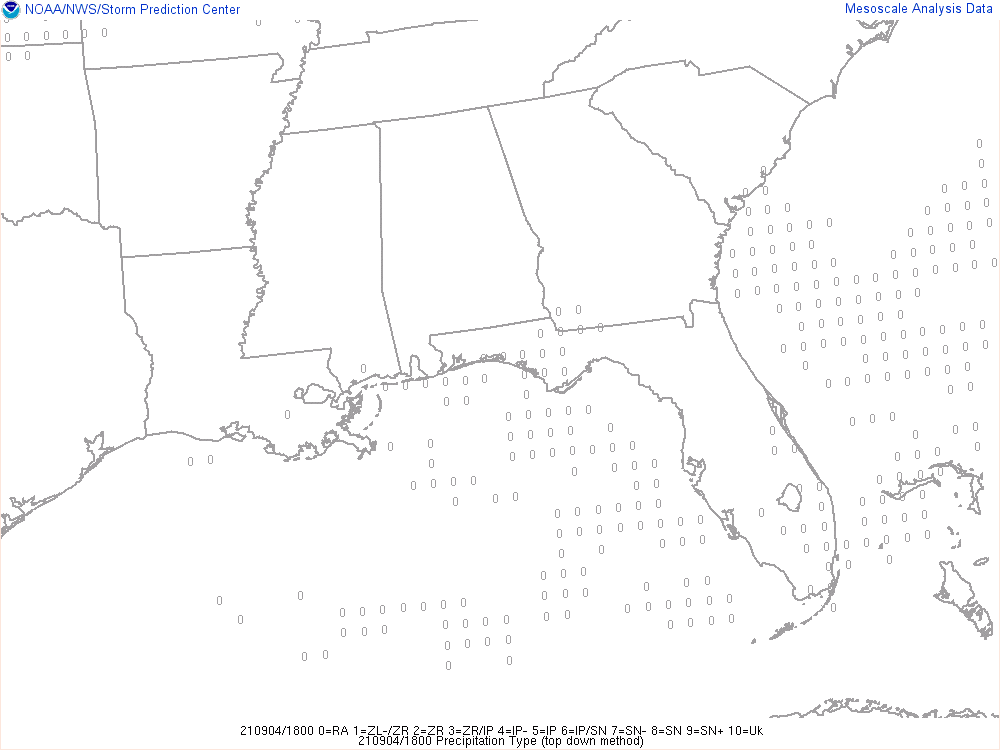 NOAA/NWS/Storm Prediction Center
Mesoscale Analysis Data
210904/1800 0=RA 1=ZL-/ZR 2=ZR 3=ZR/IP 4=IP- 5=IP 6=IP/SN 7=SN- 8=SN 9=SN+ 10=Uk
210904/1800 Precipitation Type (top down method)